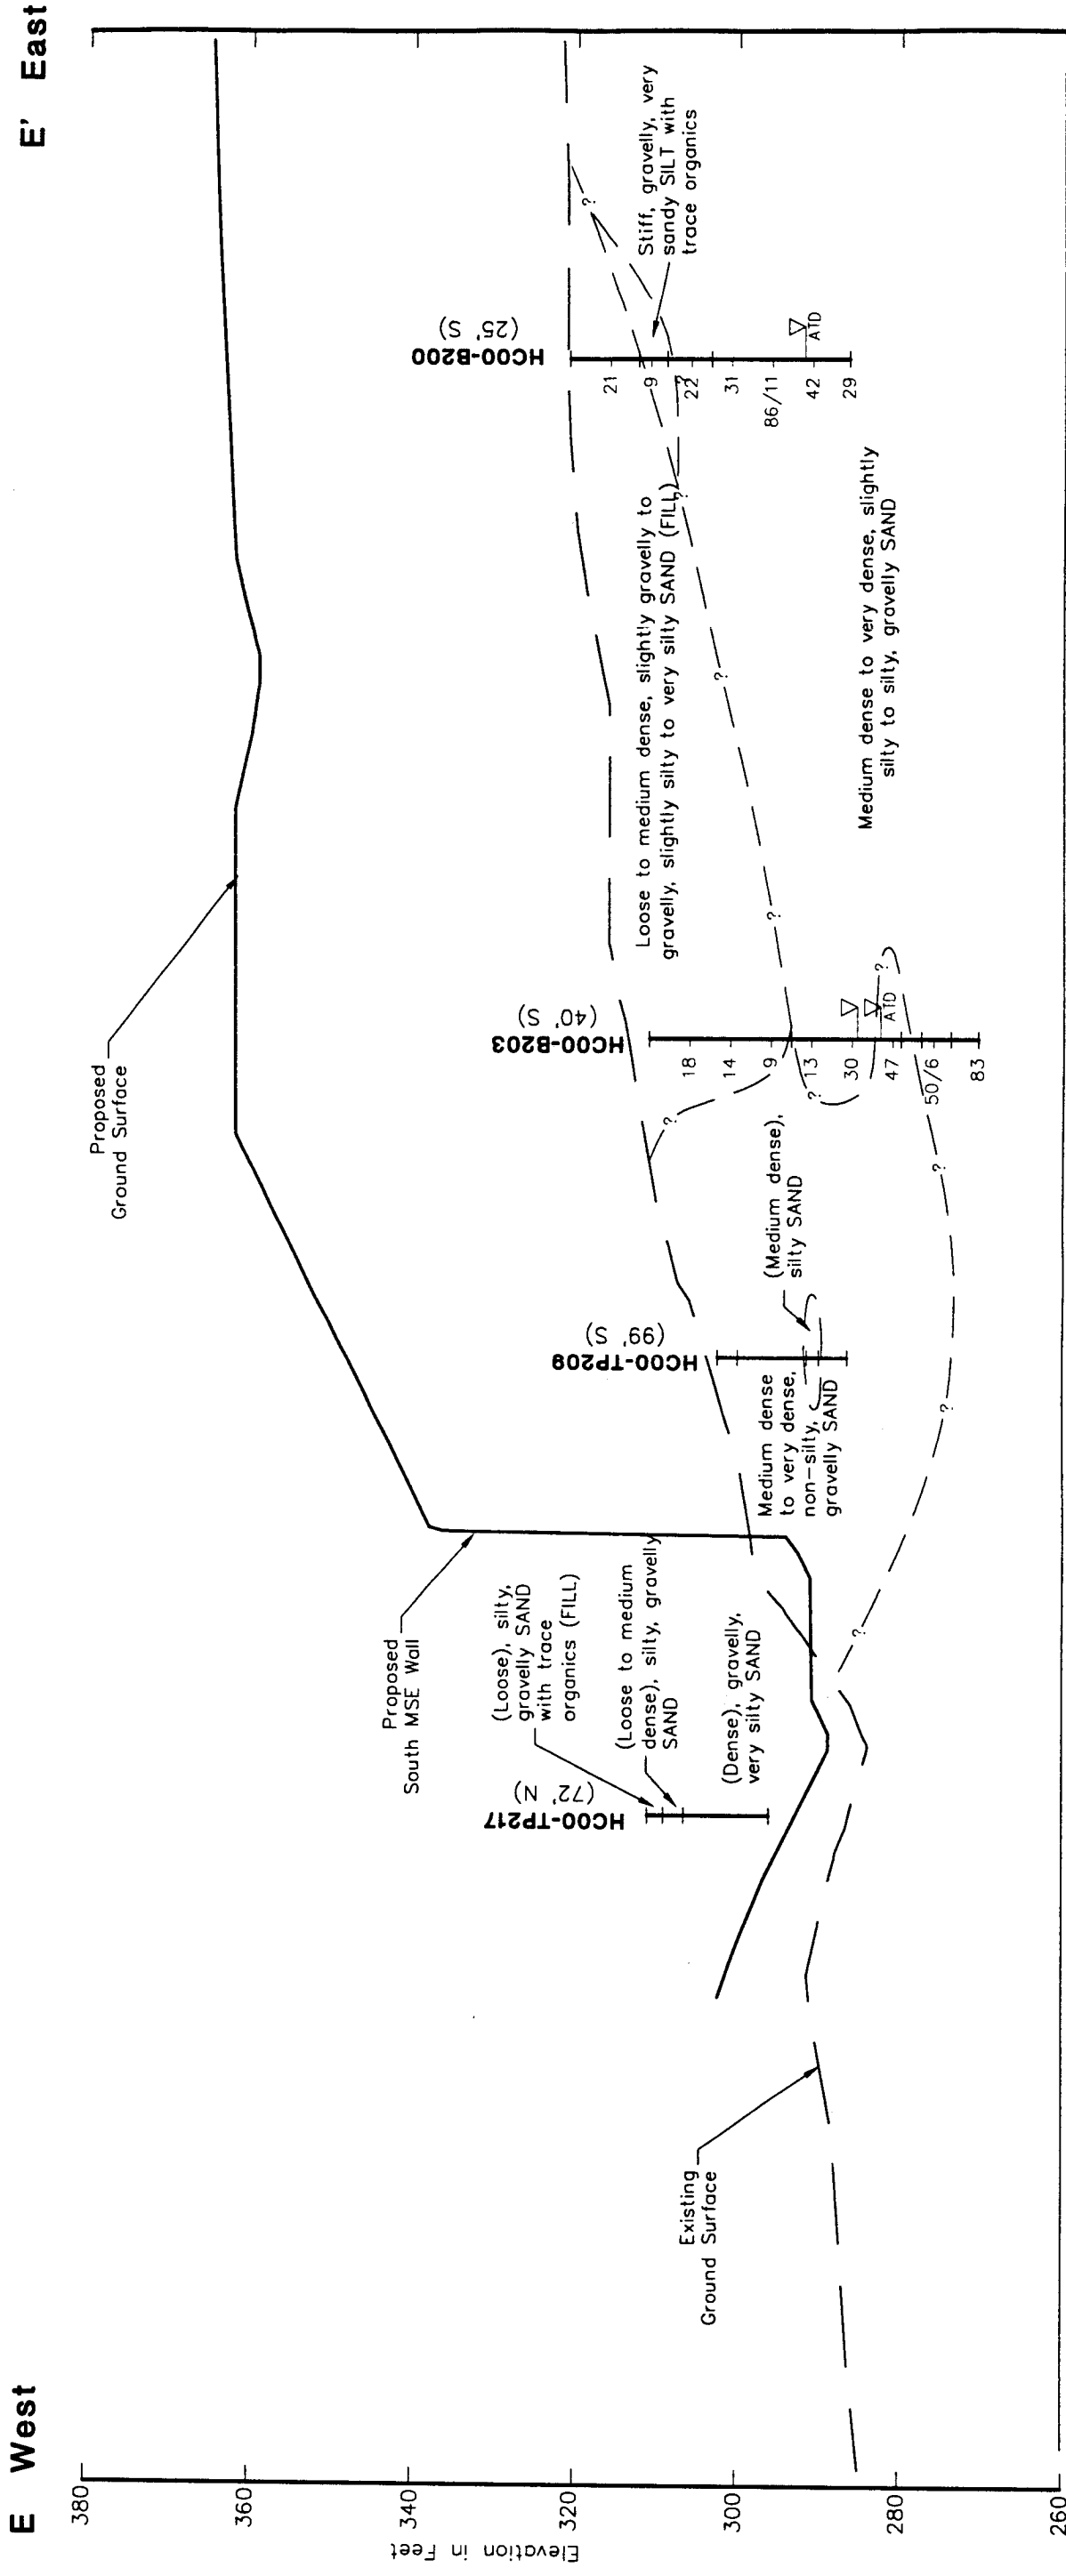 E West
E' East
380
360
340
320
300
280
260
Elevation in Feet
Proposed
Ground Surface
Proposed
South MSE Wall
Existing
Ground Surface
HC00-TP217
(72' N)
(Loose), silty,
gravelly SAND
with trace
organics (FILL)
(Loose to medium
dense), silty, gravelly
SAND
(Dense), gravelly,
very silty SAND
HC00-TP209
(99' S)
Medium dense
to very dense,
non-silty,
gravelly SAND
(Medium dense),
silty SAND
HC00-B203
(40' S)
18
14
9
13
30
47
50/6
83
ATD
Loose to medium dense, slightly gravelly to
gravelly, slightly silty to very silty SAND (FILL)
Medium dense to very dense, slightly
silty to silty, gravelly SAND
HC00-B200
(25' S)
21
9
22
31
86/11
42
29
ATD
Stiff, gravelly, very
sandy SILT with
trace organics
?
?
?
?
?
?
?
?
?
?
?
?